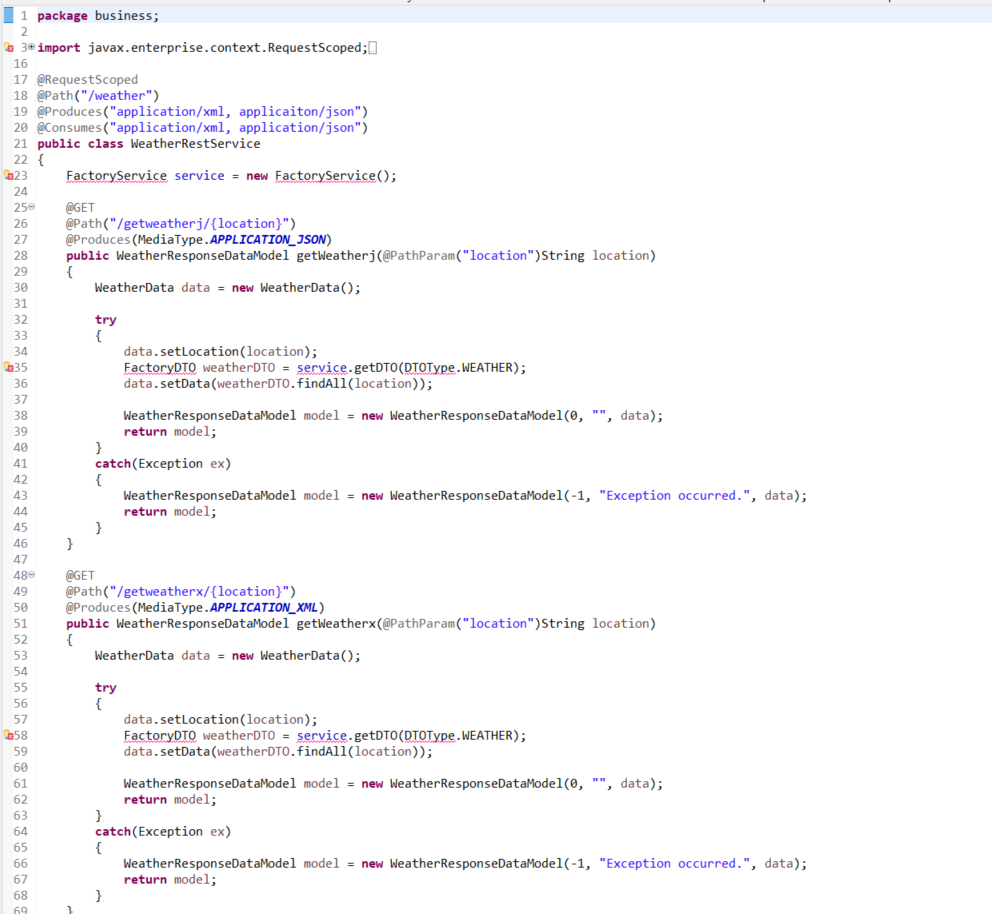 1 package business;
2
3 import javax.enterprise.context.RequestScoped;
16
17 @RequestScoped
18 @Path("/weather")
19 @Produces("application/xml, applicaiton/json")
20 @Consumes("application/xml, application/json")
21 public class WeatherRestService
22 {
23     FactoryService service = new FactoryService();
24
25     @GET
26     @Path("/getweatherj/{location}")
27     @Produces(MediaType.APPLICATION_JSON)
28     public WeatherResponseDataModel getWeatherj(@PathParam("location")String location)
29     {
30         WeatherData data = new WeatherData();
31
32         try
33         {
34             data.setLocation(location);
35             FactoryDTO weatherDTO = service.getDTO(DTOType.WEATHER);
36             data.setData(weatherDTO.findAll(location));
37
38             WeatherResponseDataModel model = new WeatherResponseDataModel(0, "", data);
39             return model;
40         }
41         catch(Exception ex)
42         {
43             WeatherResponseDataModel model = new WeatherResponseDataModel(-1, "Exception occurred.", data);
44             return model;
45         }
46     }
47
48     @GET
49     @Path("/getweatherx/{location}")
50     @Produces(MediaType.APPLICATION_XML)
51     public WeatherResponseDataModel getWeatherx(@PathParam("location")String location)
52     {
53         WeatherData data = new WeatherData();
54
55         try
56         {
57             data.setLocation(location);
58             FactoryDTO weatherDTO = service.getDTO(DTOType.WEATHER);
59             data.setData(weatherDTO.findAll(location));
60
61             WeatherResponseDataModel model = new WeatherResponseDataModel(0, "", data);
62             return model;
63         }
64         catch(Exception ex)
65         {
66             WeatherResponseDataModel model = new WeatherResponseDataModel(-1, "Exception occurred.", data);
67             return model;
68         }
69     }